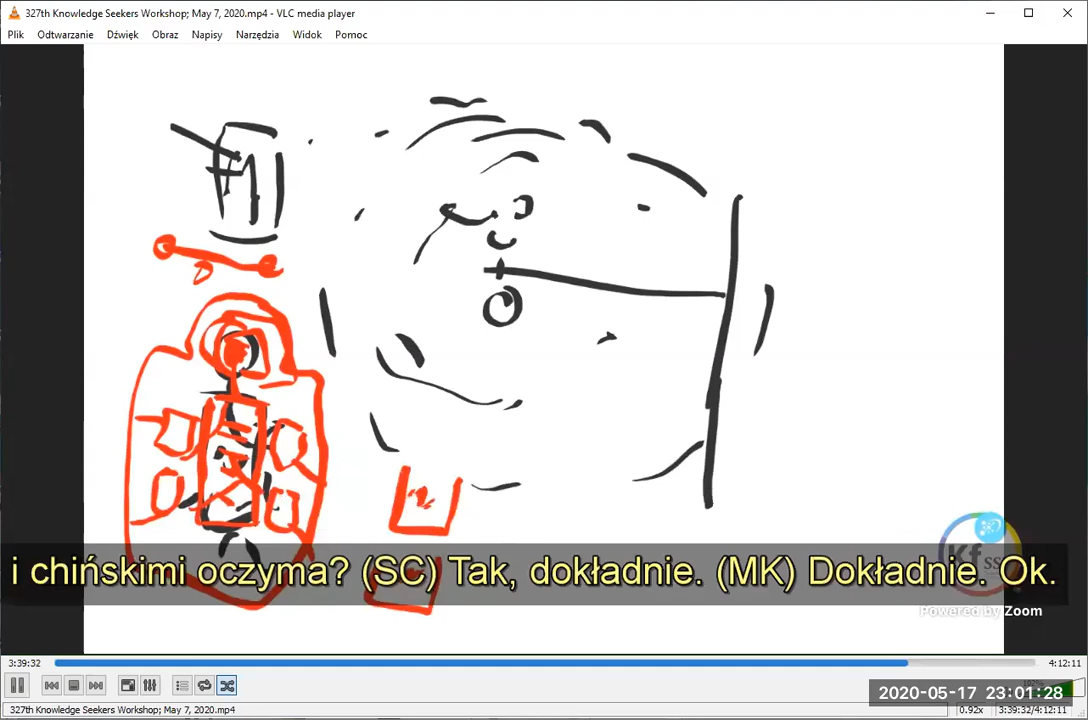 327th Knowledge Seekers Workshop; May 7, 2020.mp4 - VLC media player
Plik Odtwarzanie Dźwięk Obraz Napisy Narzędzia Widok Pomoc
Kf
ss
i chińskimi oczyma? (SC) Tak, dokładnie. (MK) Dokładnie. Ok.
Powered by Zoom
3:39:32 4:12:11
102%
2020-05-17 23:01:28
327th Knowledge Seekers Workshop; May 7, 2020.mp4 0.92x 3:39:32/4:12:11